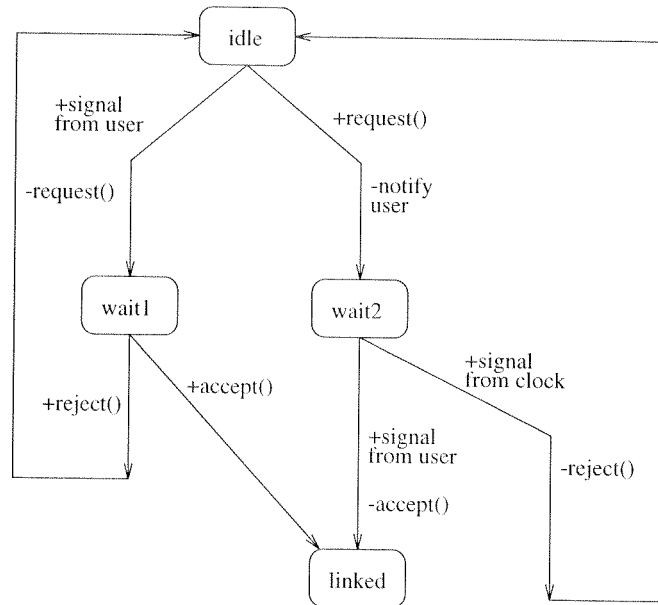 idle
+signal
from user
+request()
-request()
-notify
user
wait1
wait2
+signal
from clock
+accept()
+reject()
+signal
from user
-reject()
-accept()
linked